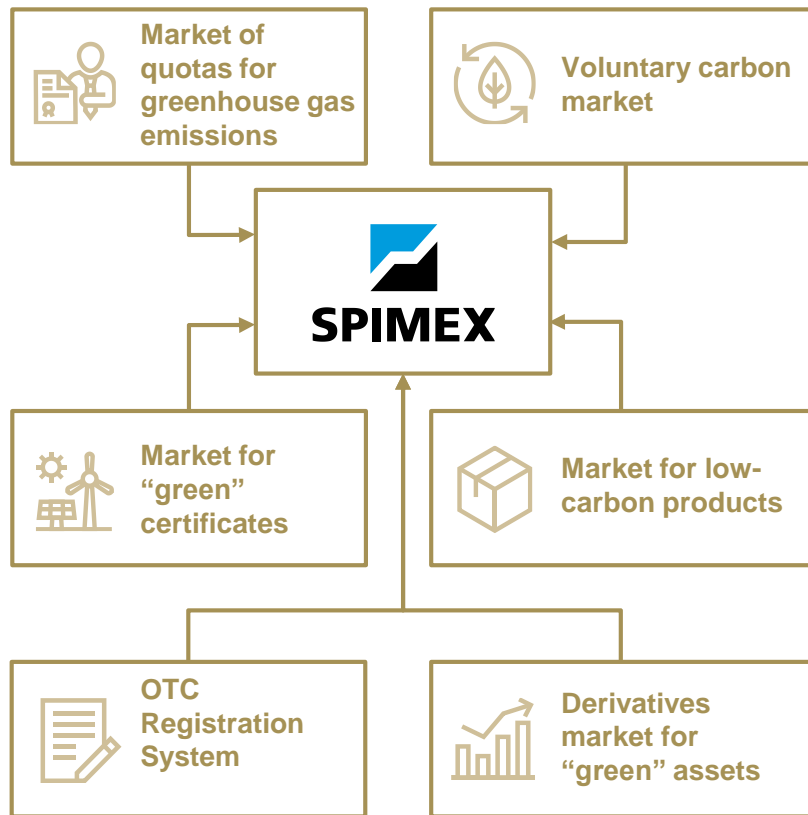 Market of
quotas for
greenhouse gas
emissions
Voluntary carbon
market
SPIMEX
Market for
“green”
certificates
Market for low-
carbon products
OTC
Registration
System
Derivatives
market for
“green” assets